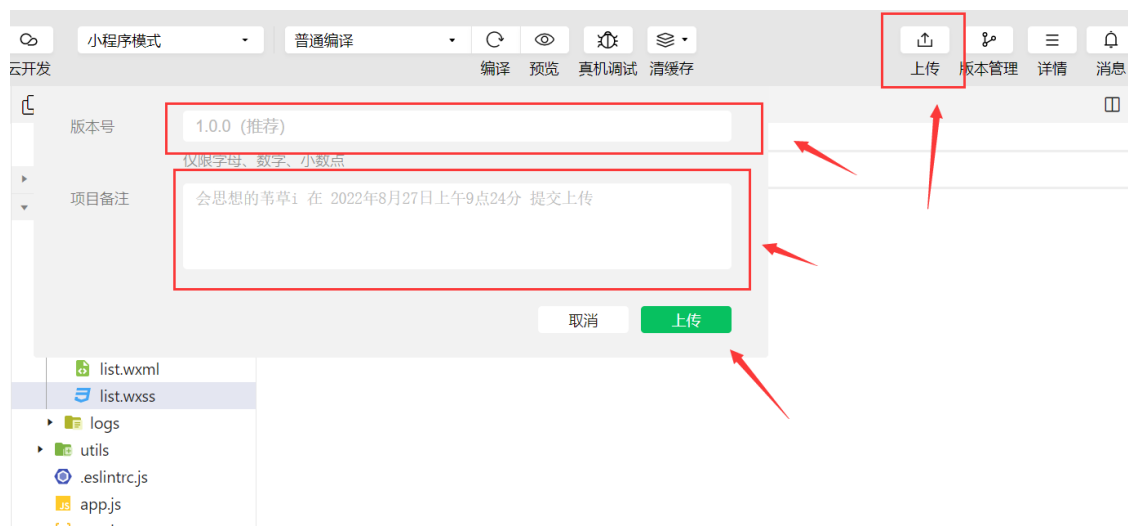 小程序模式
普通编译
上传
云开发
编译
预览
真机调试
清缓存
版本管理
详情
消息
版本号
1.0.0 (推荐)
仅限字母、数字、小数点
项目备注
会思想的苇草i 在 2022年8月27日上午9点24分 提交上传
取消
上传
list.wxml
list.wxss
logs
utils
.eslintrc.js
JS
app.js